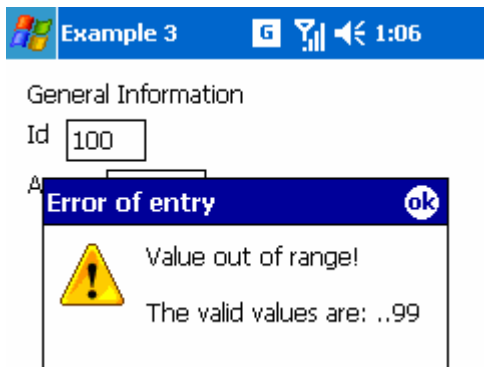 Example 3 G 1:06
General Information
Id 100
A
Error of entry ok
Value out of range!
The valid values are: ..99